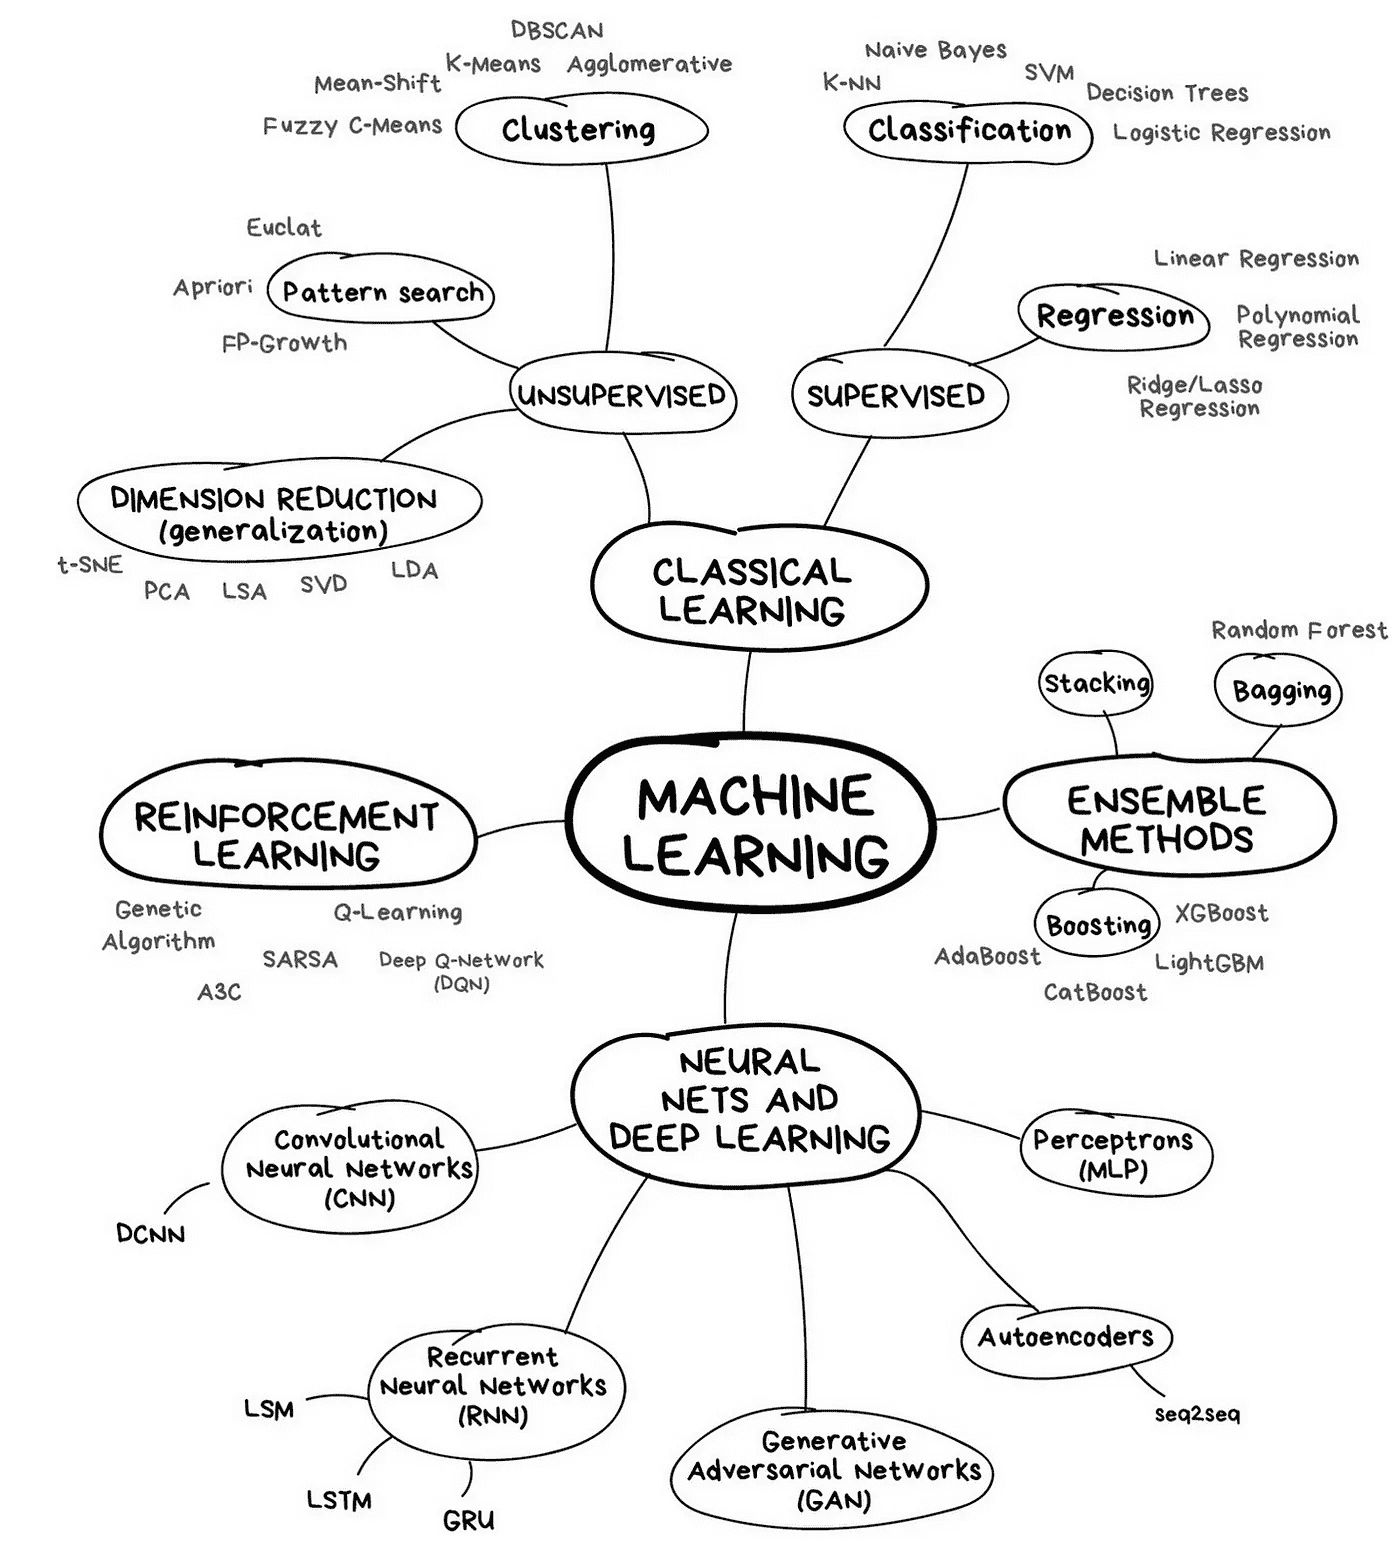 DBSCAN
K-Means
Agglomerative
Mean-Shift
Fuzzy C-Means
Clustering
Naive Bayes
K-NN
SVM
Decision Trees
Classification
Logistic Regression
Euclat
Apriori
Pattern search
FP-Growth
Linear Regression
Regression
Polynomial
Regression
Ridge/Lasso
Regression
UNSUPERVISED
SUPERVISED
DIMENSION REDUCTION
(generalization)
t-SNE
PCA
LSA
SVD
LDA
CLASSICAL
LEARNING
Random Forest
Stacking
Bagging
MACHINE
LEARNING
REINFORCEMENT
LEARNING
ENSEMBLE
METHODS
Genetic
Algorithm
Q-Learning
SARSA
Deep Q-Network
(DQN)
A3C
Boosting
XGBoost
AdaBoost
LightGBM
CatBoost
NEURAL
NETS AND
DEEP LEARNING
Convolutional
Neural Networks
(CNN)
DCNN
Perceptrons
(MLP)
Recurrent
Neural Networks
(RNN)
LSM
LSTM
GRU
Autoencoders
seq2seq
Generative
Adversarial Networks
(GAN)